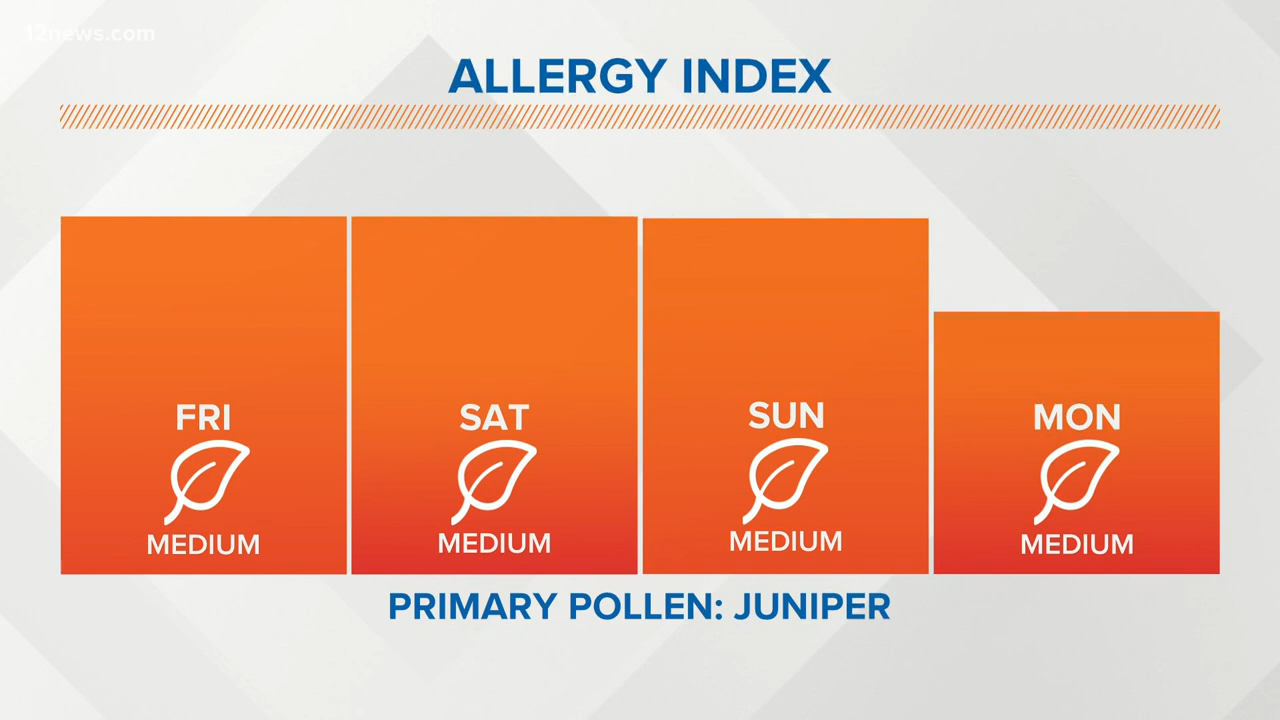 12news.com
ALLERGY INDEX
FRI
MEDIUM
SAT
MEDIUM
SUN
MEDIUM
MON
MEDIUM
PRIMARY POLLEN: JUNIPER